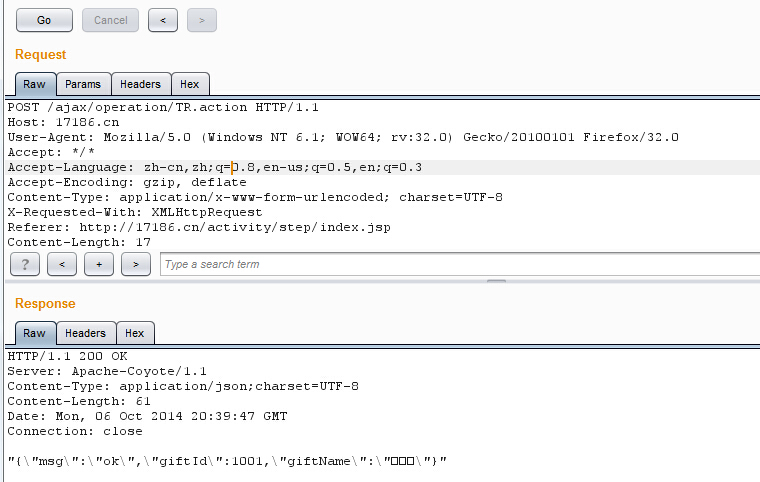 Go Cancel < >
Request
Raw Params Headers Hex
POST /ajax/operation/TR.action HTTP/1.1
Host: 17186.cn
User-Agent: Mozilla/5.0 (Windows NT 6.1; WOW64; rv:32.0) Gecko/20100101 Firefox/32.0
Accept: */*
Accept-Language: zh-cn,zh;q=0.8,en-us;q=0.5,en;q=0.3
Accept-Encoding: gzip, deflate
Content-Type: application/x-www-form-urlencoded; charset=UTF-8
X-Requested-With: XMLHttpRequest
Referer: http://17186.cn/activity/step/index.jsp
Content-Length: 17
? < + > Type a search term
Response
Raw Headers Hex
HTTP/1.1 200 OK
Server: Apache-Coyote/1.1
Content-Type: application/json;charset=UTF-8
Content-Length: 61
Date: Mon, 06 Oct 2014 20:39:47 GMT
Connection: close
"{\"msg\":\"ok\",\"giftId\":1001,\"giftName\":\"□□□\"}"